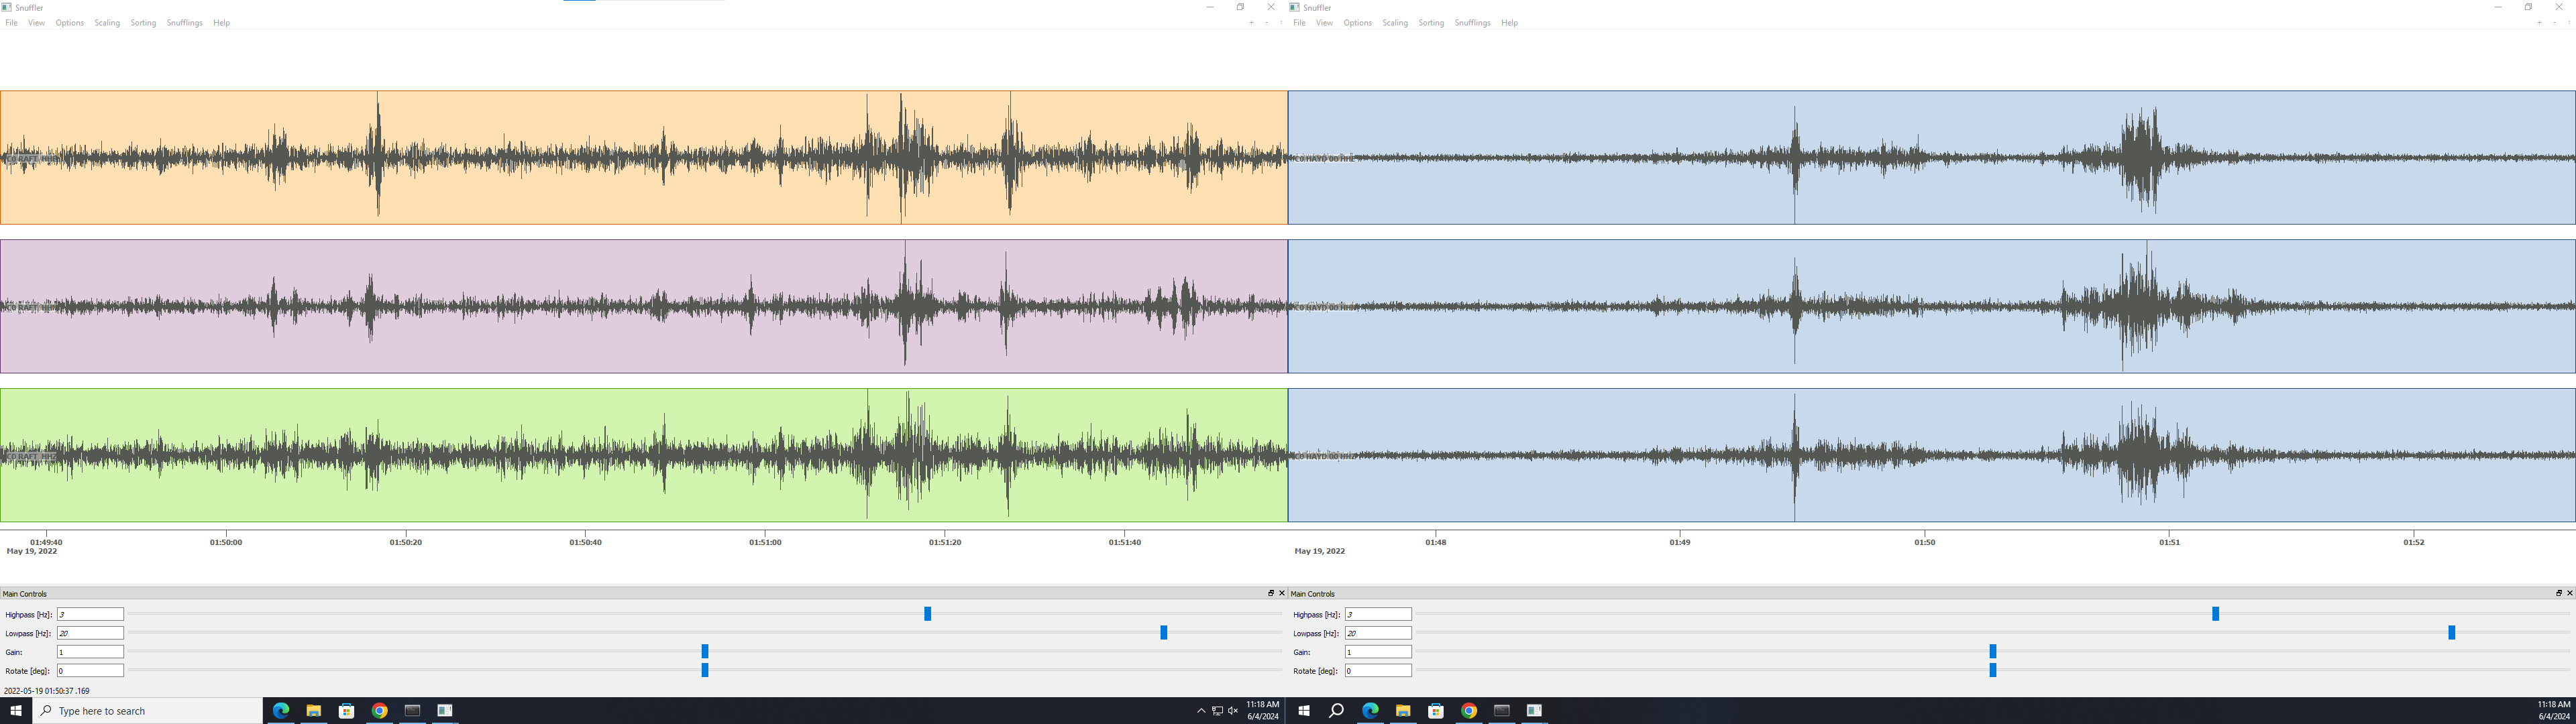 Snuffler
File View Options Scaling Sorting Snufflings Help
Snuffler
File View Options Scaling Sorting Snufflings Help
C0 RAFT HHZ
01:49:40 01:50:00 01:50:20 01:50:40 01:51:00 01:51:20 01:51:40
May 19, 2022
01:48 01:49 01:50 01:51 01:52
May 19, 2022
Main Controls
Highpass [Hz]: 3
Lowpass [Hz]: 20
Gain: 1
Rotate [deg]: 0
2022-05-19 01:50:37 .169
Main Controls
Highpass [Hz]: 3
Lowpass [Hz]: 20
Gain: 1
Rotate [deg]: 0
Type here to search
11:18 AM
6/4/2024
11:18 AM
6/4/2024